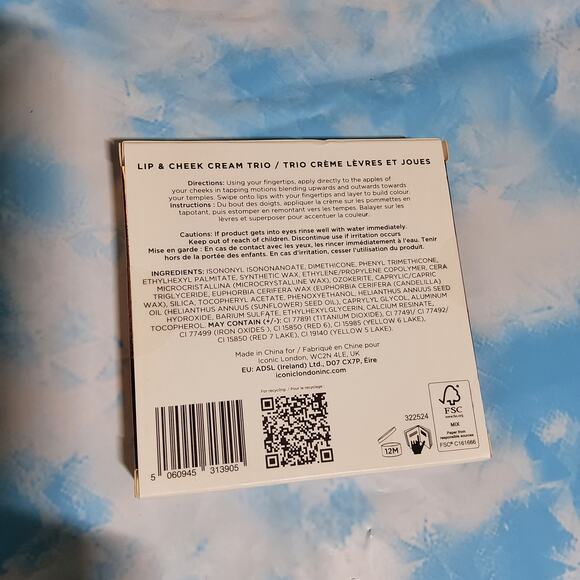 LIP & CHEEK CREAM TRIO / TRIO CRÈME LÈVRES ET JOUES
Directions: Using your fingertips, apply directly to the apples of
your cheeks in tapping motions blending upwards and outwards towards
your temples. Swipe onto lips with your fingertips and layer to build colour.
Instructions : Du bout des doigts, appliquer la crème sur les pommettes en
tapotant, puis estomper en remontant vers les tempes. Balayer sur les
lèvres et superposer pour accentuer la couleur.
Cautions: If product gets into eyes rinse well with water immediately.
Keep out of reach of children. Discontinue use if irritation occurs
Mise en garde : En cas de contact avec les yeux, les rincer immédiatement à l'eau. Tenir
hors de la portée des enfants. En cas d'irritation, cesser l'utilisation du produit.
INGREDIENTS: ISONONYL ISONONANOATE, DIMETHICONE, PHENYL TRIMETHICONE,
ETHYLHEXYL PALMITATE, SYNTHETIC WAX, ETHYLENE/PROPYLENE COPOLYMER, CERA
MICROCRISTALLINA (MICROCRYSTALLINE WAX), OZOKERITE, CAPRYLIC/CAPRIC
TRIGLYCERIDE, EUPHORBIA CERIFERA WAX (EUPHORBIA CERIFERA (CANDELILLA)
WAX), SILICA, TOCOPHERYL ACETATE, PHENOXYETHANOL, HELIANTHUS ANNUUS SEED
OIL (HELIANTHUS ANNUUS (SUNFLOWER) SEED OIL), CAPRYLYL GLYCOL, ALUMINUM
HYDROXIDE, BARIUM SULFATE, ETHYLHEXYLGLYCERIN, CALCIUM RESINATE,
TOCOPHEROL. MAY CONTAIN (+/-): CI 77891 (TITANIUM DIOXIDE), CI 77491/ CI 77492/
CI 77499 (IRON OXIDES ), CI 15850 (RED 6), CI 15985 (YELLOW 6 LAKE),
CI 15850 (RED 7 LAKE), CI 19140 (YELLOW 5 LAKE).
Made in China for / Fabriqué en Chine pour
Iconic London, WC2N 4LE, UK
EU: ADSL (Ireland) Ltd., D07 CX7P, Éire
iconiclondoninc.com
For recycling / Pour le recyclage :
5 060945 313905
12M
322524
FSC
www.fsc.org
MIX
Paper from
responsible sources
FSC® C161666